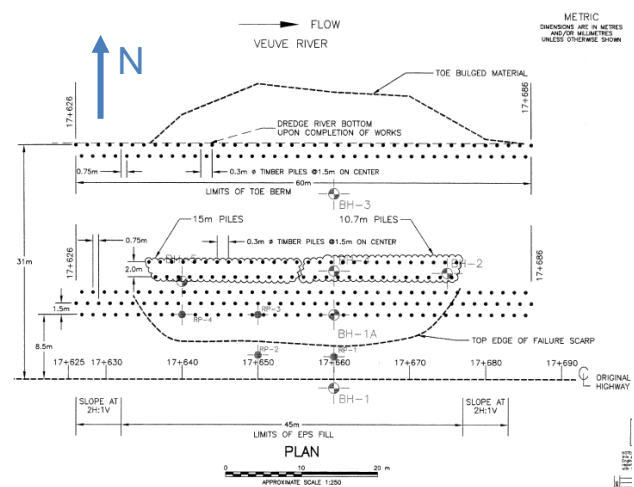 FLOW
VEUVE RIVER
METRIC
DIMENSIONS ARE IN METRES
AND/OR MILLIMETRES
UNLESS OTHERWISE SHOWN
N
TOE BULGED MATERIAL
17+626
17+686
DREDGE RIVER BOTTOM
UPON COMPLETION OF WORKS
0.75m
0.3m ø TIMBER PILES @1.5m ON CENTER
60m
LIMITS OF TOE BERM
BH-3
15m PILES
10.7m PILES
31m
17+626
0.75m
0.3m ø TIMBER PILES @1.5m ON CENTER
17+686
2.0m
BH-2
1.5m
RP-4
RP-3
BH-1A
TOP EDGE OF FAILURE SCARP
8.5m
RP-2
RP-1
17+625
17+630
17+640
17+650
17+660
17+670
17+680
17+690
BH-1
CL ORIGINAL
HIGHWAY
SLOPE AT
2H:1V
SLOPE AT
2H:1V
45m
LIMITS OF EPS FILL
PLAN
0
10
20 m
APPROXIMATE SCALE 1:250